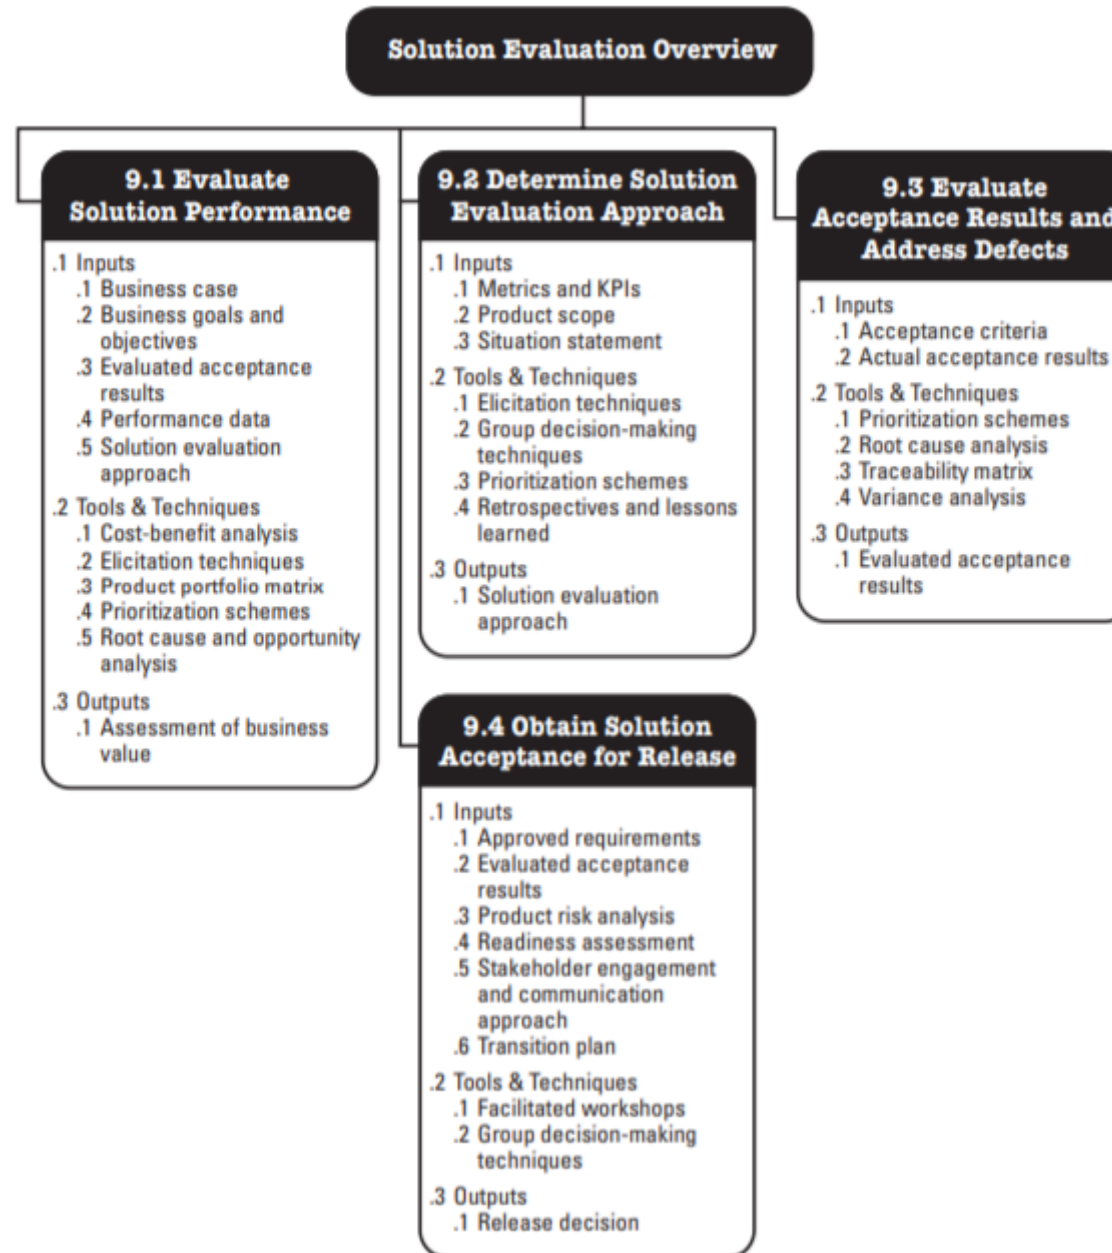 Solution Evaluation Overview
9.1 Evaluate
Solution Performance
.1 Inputs
.1 Business case
.2 Business goals and
objectives
.3 Evaluated acceptance
results
.4 Performance data
.5 Solution evaluation
approach
.2 Tools & Techniques
.1 Cost-benefit analysis
.2 Elicitation techniques
.3 Product portfolio matrix
.4 Prioritization schemes
.5 Root cause and opportunity
analysis
.3 Outputs
.1 Assessment of business
value
9.2 Determine Solution
Evaluation Approach
.1 Inputs
.1 Metrics and KPIs
.2 Product scope
.3 Situation statement
.2 Tools & Techniques
.1 Elicitation techniques
.2 Group decision-making
techniques
.3 Prioritization schemes
.4 Retrospectives and lessons
learned
.3 Outputs
.1 Solution evaluation
approach
9.3 Evaluate
Acceptance Results and
Address Defects
.1 Inputs
.1 Acceptance criteria
.2 Actual acceptance results
.2 Tools & Techniques
.1 Prioritization schemes
.2 Root cause analysis
.3 Traceability matrix
.4 Variance analysis
.3 Outputs
.1 Evaluated acceptance
results
9.4 Obtain Solution
Acceptance for Release
.1 Inputs
.1 Approved requirements
.2 Evaluated acceptance
results
.3 Product risk analysis
.4 Readiness assessment
.5 Stakeholder engagement
and communication
approach
.6 Transition plan
.2 Tools & Techniques
.1 Facilitated workshops
.2 Group decision-making
techniques
.3 Outputs
.1 Release decision